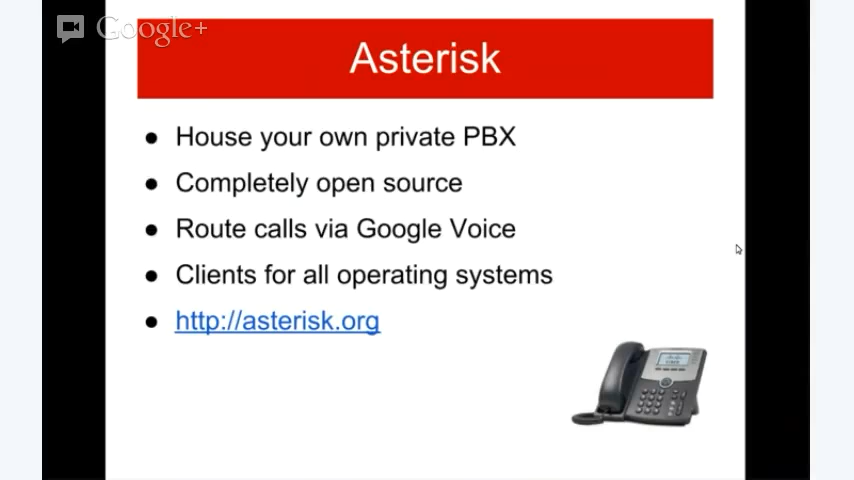 Google+
Asterisk
● House your own private PBX
● Completely open source
● Route calls via Google Voice
● Clients for all operating systems
● http://asterisk.org